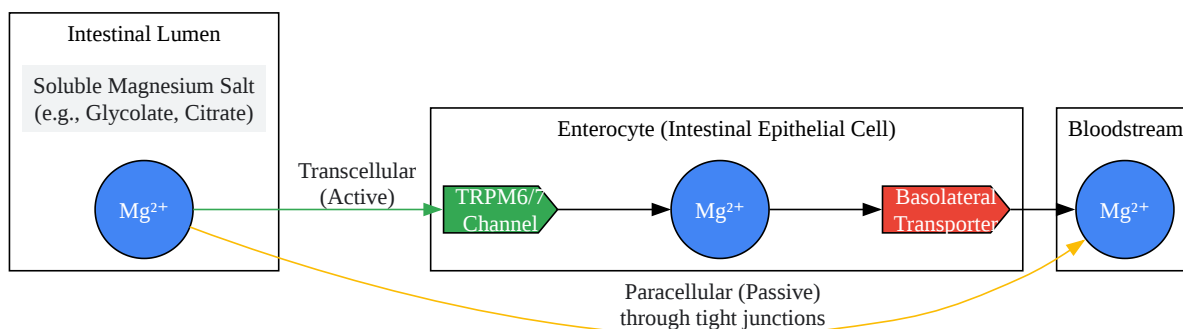 Intestinal Lumen
Soluble Magnesium Salt
(e.g., Glycolate, Citrate)
Mg²⁺
Transcellular
(Active)
Enterocyte (Intestinal Epithelial Cell)
TRPM6/7
Channel
Mg²⁺
Basolateral
Transporter
Bloodstream
Mg²⁺
Paracellular (Passive)
through tight junctions